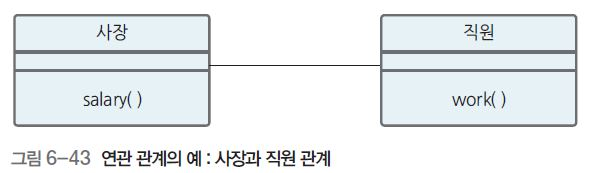 사장
직원
salary( )
work( )
그림 6-43 연관 관계의 예 : 사장과 직원 관계